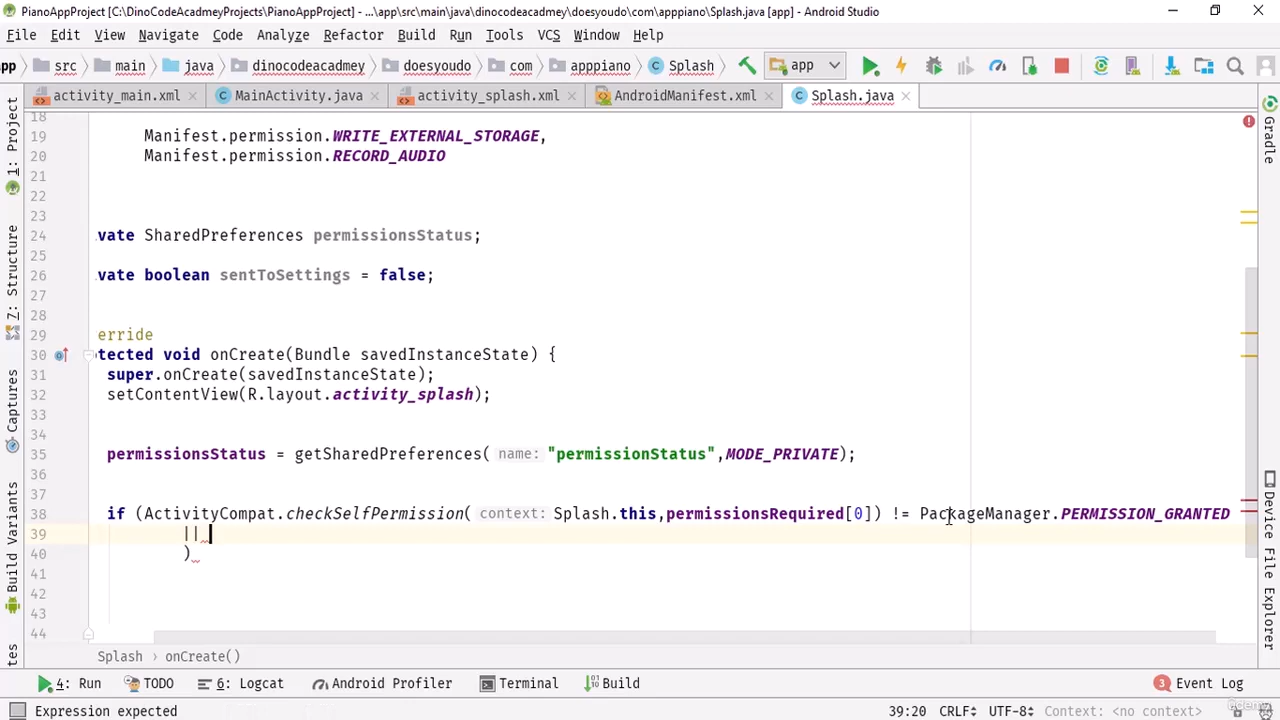 PianoAppProject [C:\DinoCodeAcadmeyProjects\PianoAppProject] - ...\app\src\main\java\dinocodeacadmey\doesyoudo\com\apppiano\Splash.java [app] - Android Studio
File Edit View Navigate Code Analyze Refactor Build Run Tools VCS Window Help
pp src main java dinocodeacadmey doesyoudo com apppiano Splash app
activity_main.xml MainActivity.java activity_splash.xml AndroidManifest.xml Splash.java
18
19 Manifest.permission.WRITE_EXTERNAL_STORAGE,
20 Manifest.permission.RECORD_AUDIO
21
22
23
24 vate SharedPreferences permissionsStatus;
25
26 vate boolean sentToSettings = false;
27
28
29 erride
30 tected void onCreate(Bundle savedInstanceState) {
31 super.onCreate(savedInstanceState);
32 setContentView(R.layout.activity_splash);
33
34
35 permissionsStatus = getSharedPreferences( name: "permissionStatus",MODE_PRIVATE);
36
37
38 if (ActivityCompat.checkSelfPermission( context: Splash.this,permissionsRequired[0]) != PackageManager.PERMISSION_GRANTED
39 ||
40 )
41
42
43
44
1: Project
7: Structure
Captures
Build Variants
tes
Gradle
Device File Explorer
Splash › onCreate()
4: Run TODO 6: Logcat Android Profiler Terminal Build 3 Event Log
Expression expected 39:20 CRLF UTF-8 Context: <no context>